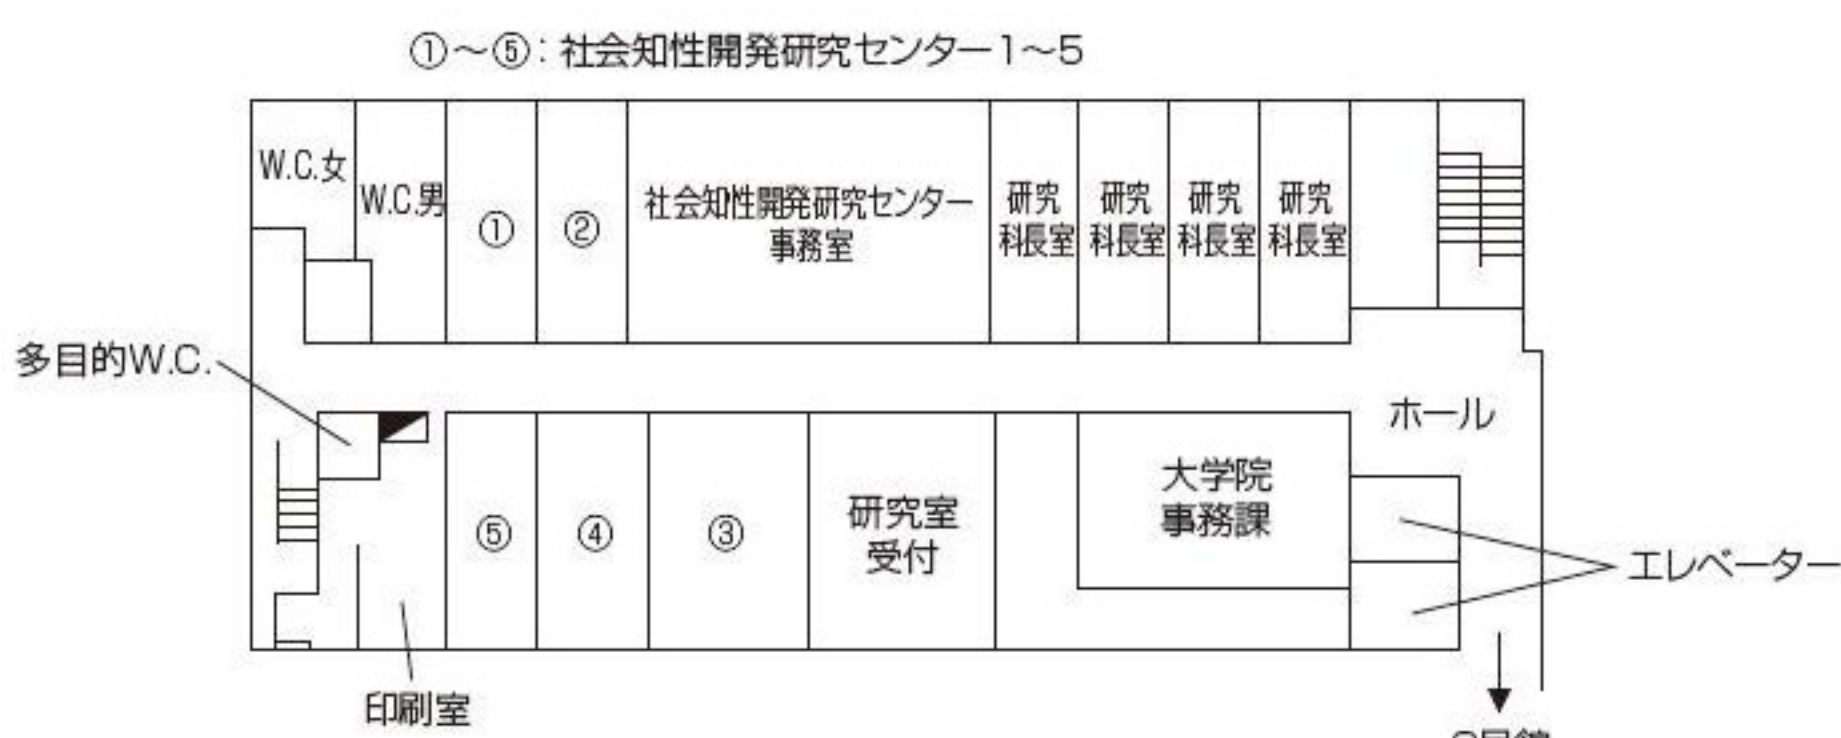 ①～⑤：社会知性開発研究センター1～5
W.C.女
W.C.男
①
②
社会知性開発研究センター
事務室
研究
科長室
研究
科長室
研究
科長室
研究
科長室
多目的W.C.
ホール
⑤
④
③
研究室
受付
大学院
事務課
エレベーター
印刷室